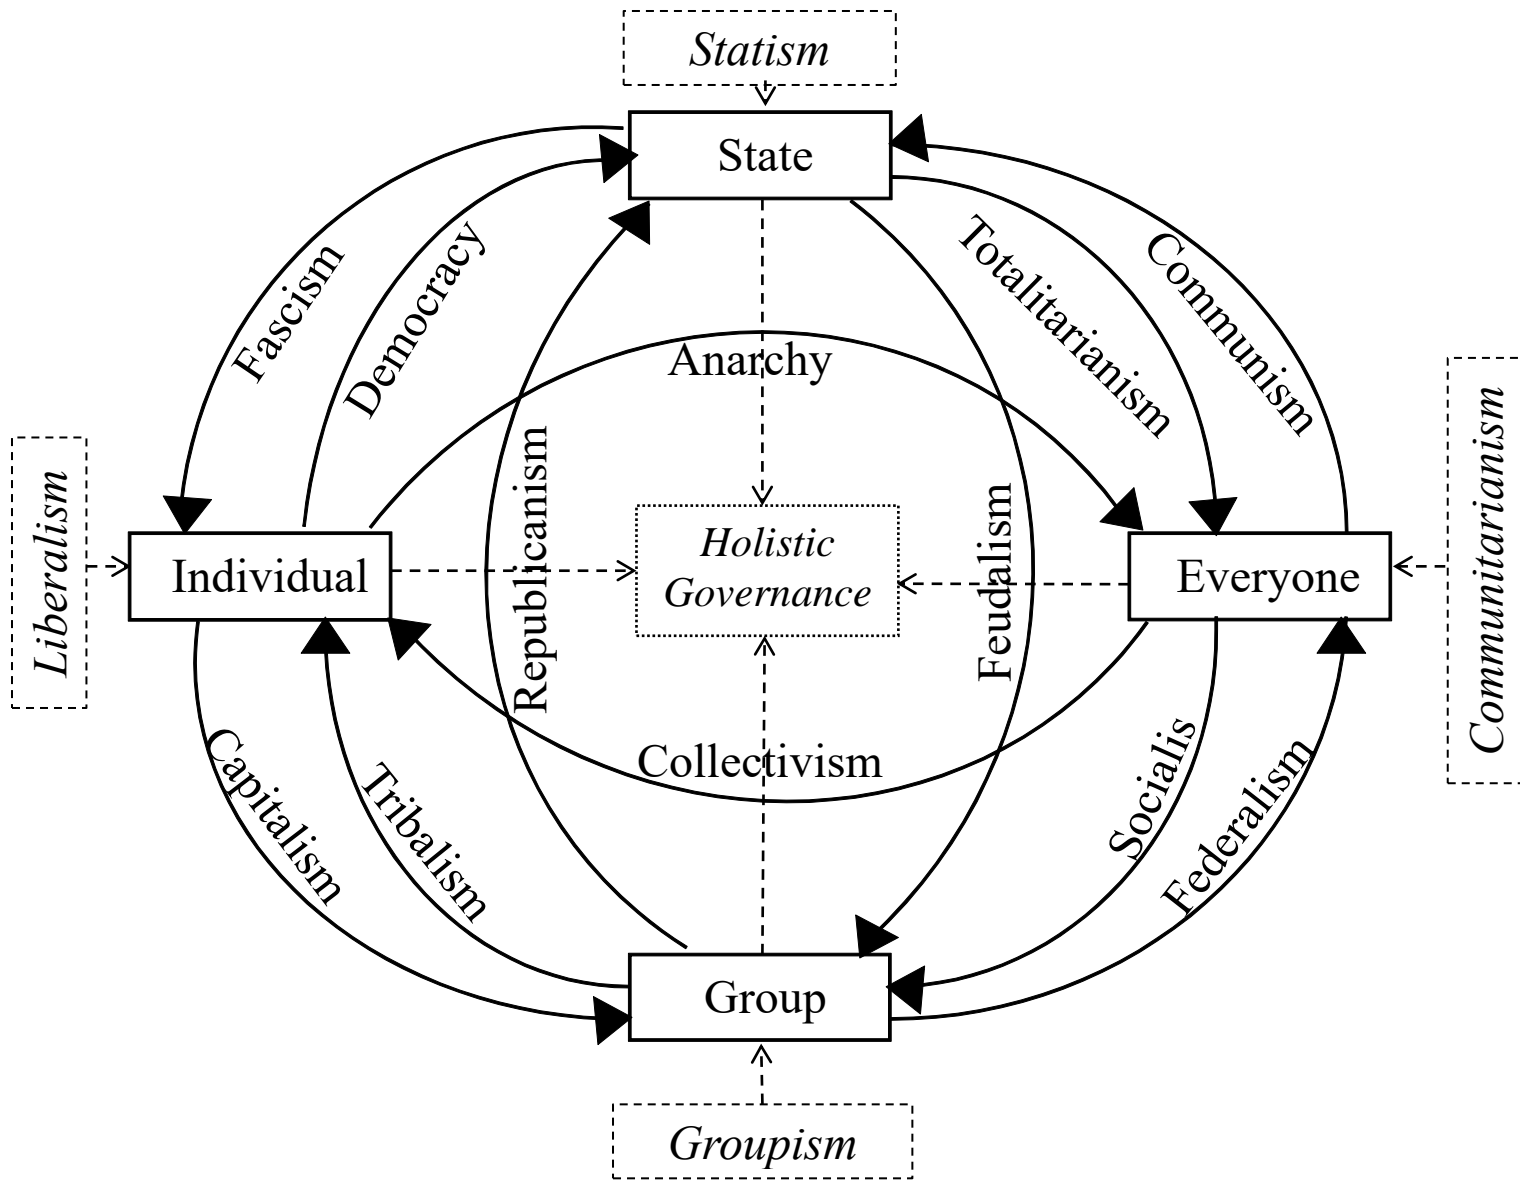 Statism
State
Fascism
Democracy
Totalitarianism
Communism
Anarchy
Liberalism
Individual
Republicanism
Holistic
Governance
Feudalism
Everyone
Communitarianism
Collectivism
Capitalism
Tribalism
Socialis
Federalism
Group
Groupism